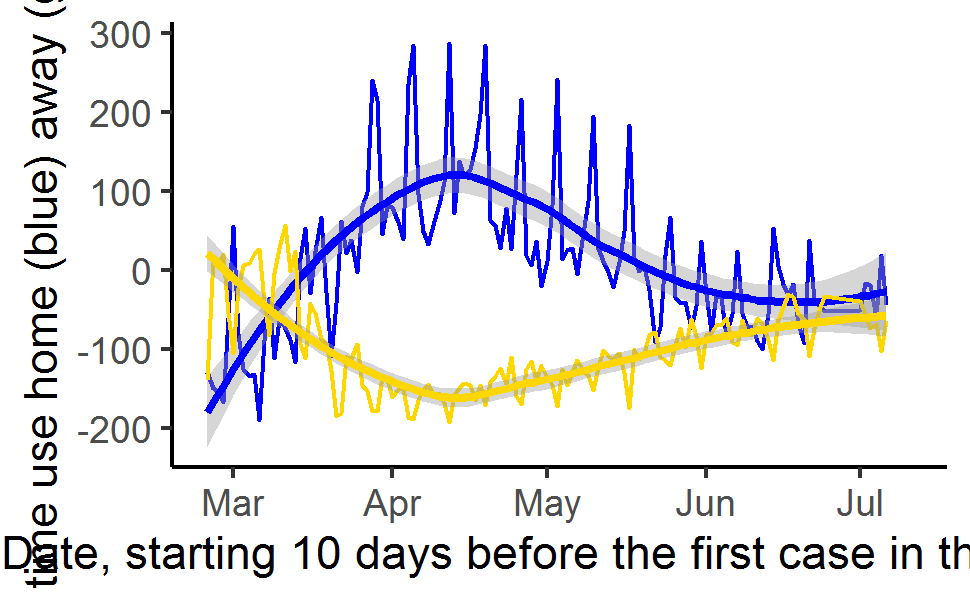 time use home (blue) away (
300
200
100
0
-100
-200
Mar Apr May Jun Jul
Date, starting 10 days before the first case in th